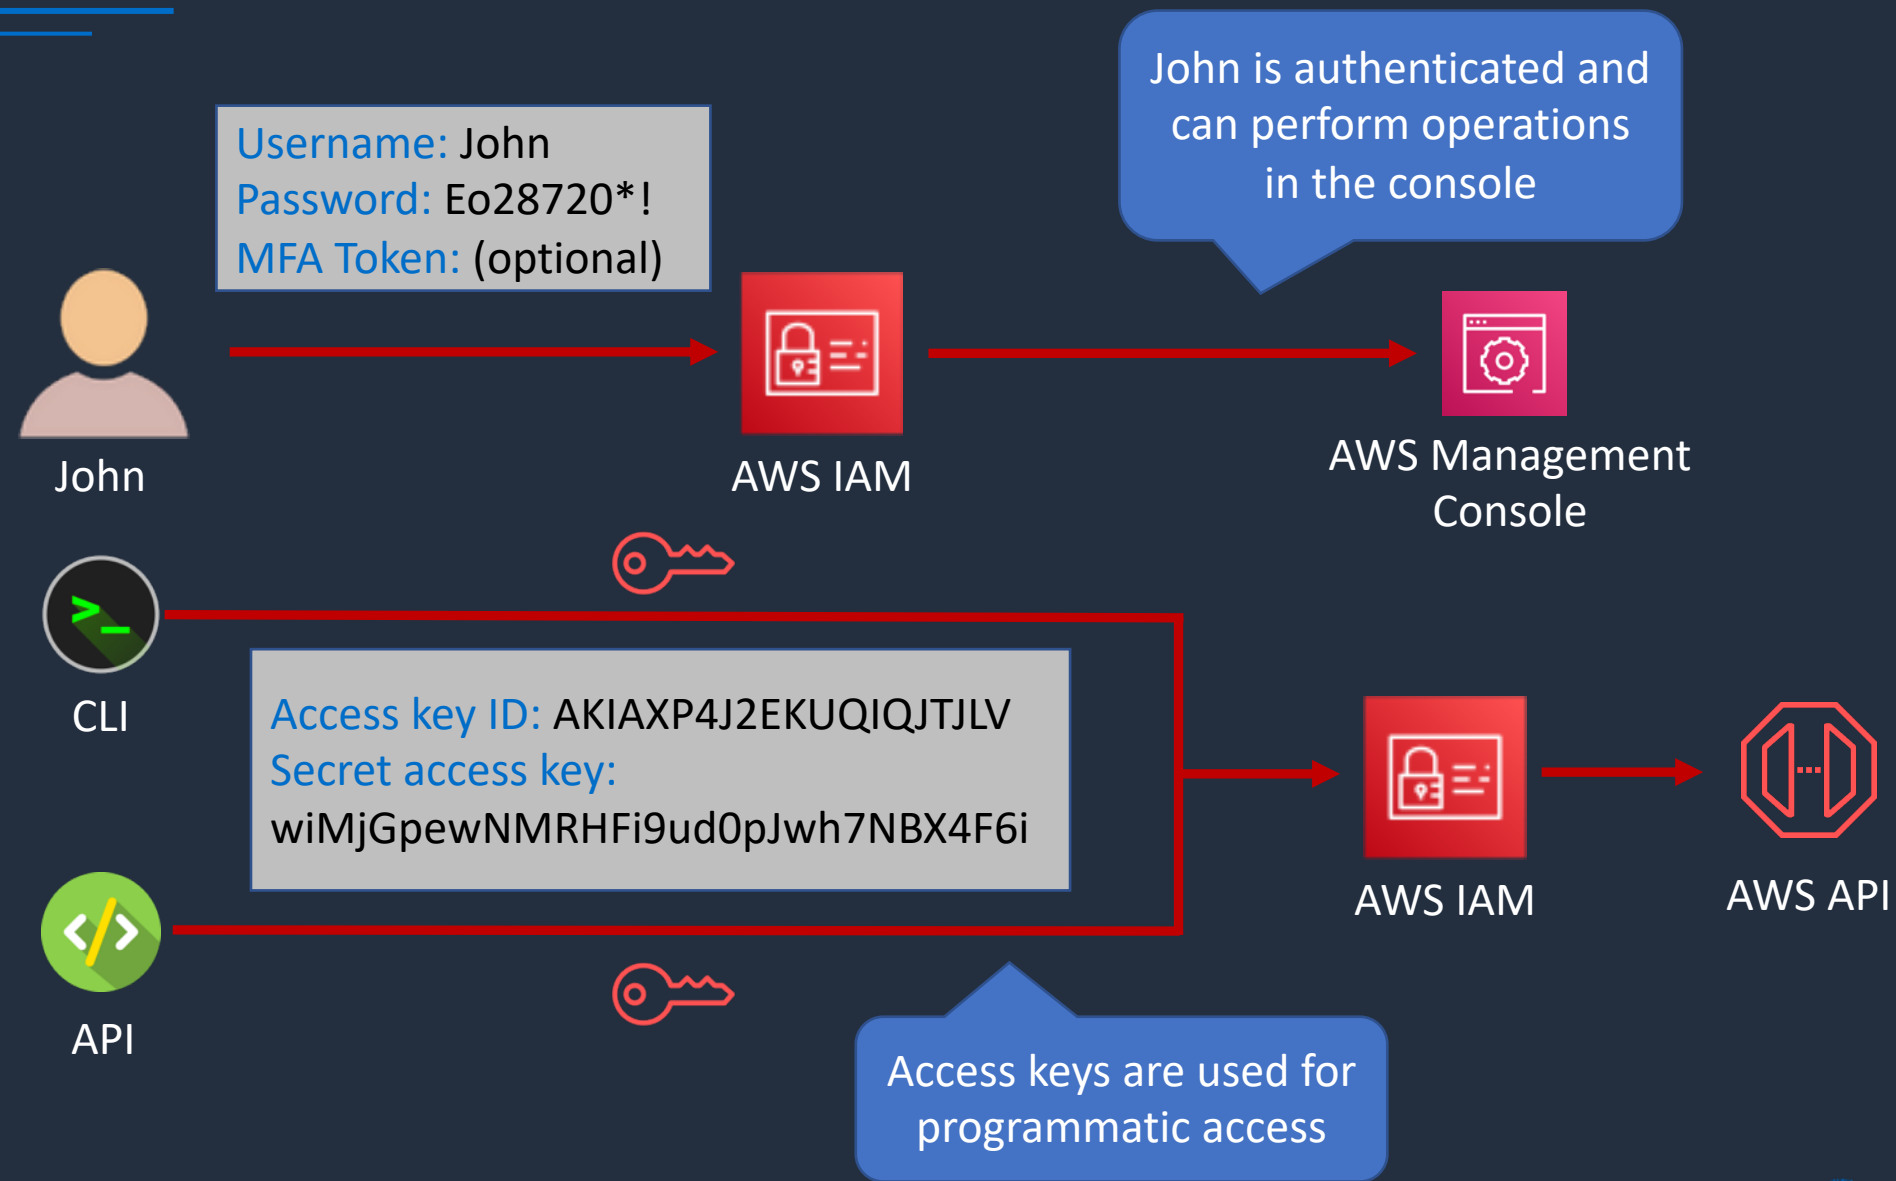 John is authenticated and
can perform operations
in the console
Username: John
Password: Eo28720*!
MFA Token: (optional)
John
AWS IAM
AWS Management
Console
>_
CLI
Access key ID: AKIAXP4J2EKUQIQJTJLV
Secret access key:
wiMjGpewNMRHFi9ud0pJwh7NBX4F6i
AWS IAM
AWS API
</>
API
Access keys are used for
programmatic access